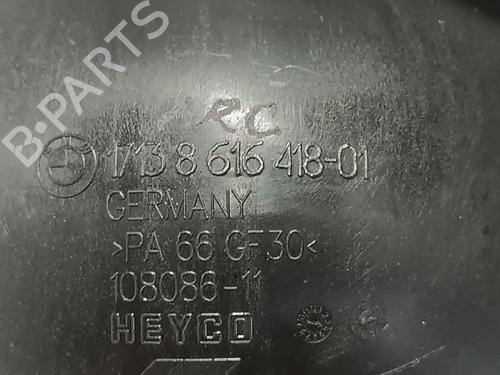 B-PARTS
RC
1713 8 616 418-01
GERMANY
>PA 66 GF30<
108086-11
HEYCO